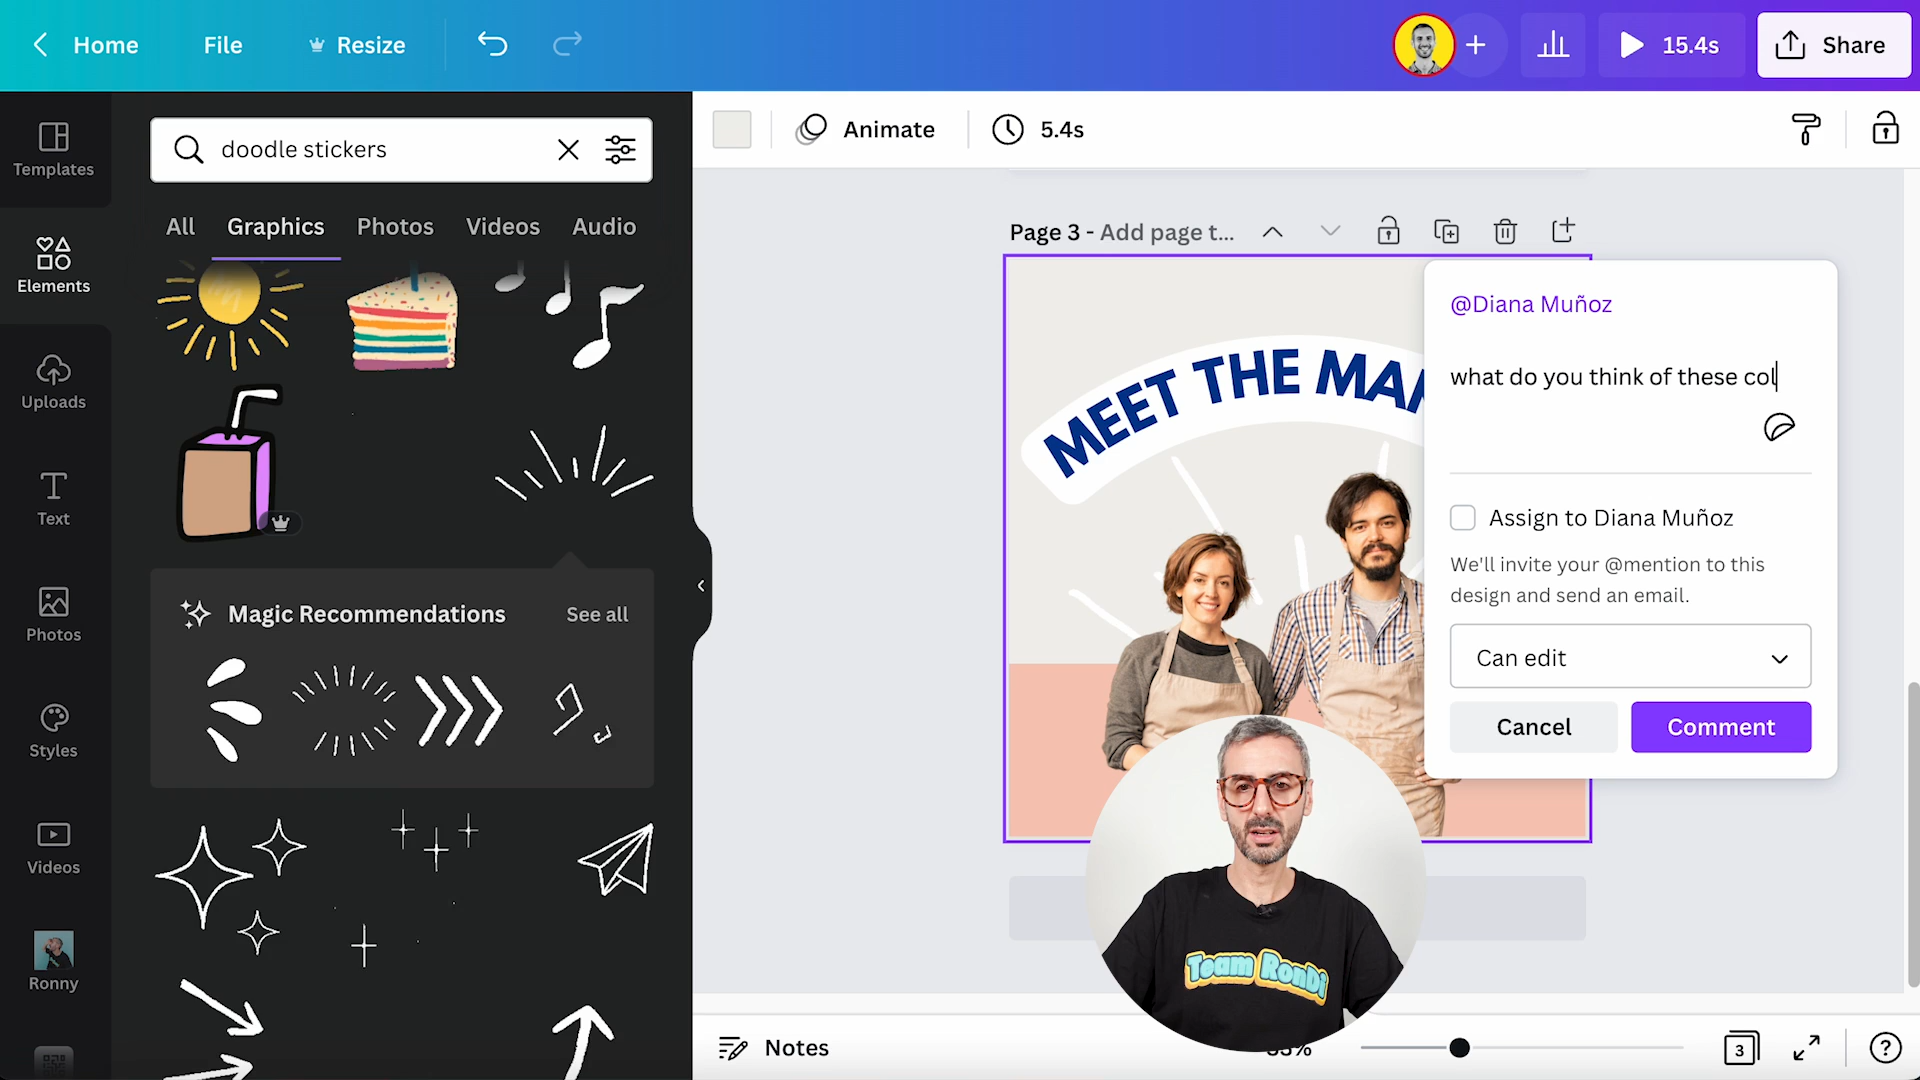 Home
File
Resize
15.4s
Share
Templates
Elements
Uploads
Text
Photos
Styles
Videos
Ronny
doodle stickers
All
Graphics
Photos
Videos
Audio
Magic Recommendations
See all
Animate
5.4s
Page 3 - Add page t...
MEET THE MA
@Diana Muñoz
what do you think of these col
Assign to Diana Muñoz
We'll invite your @mention to this
design and send an email.
Can edit
Cancel
Comment
Team RonDi
Notes
3
?